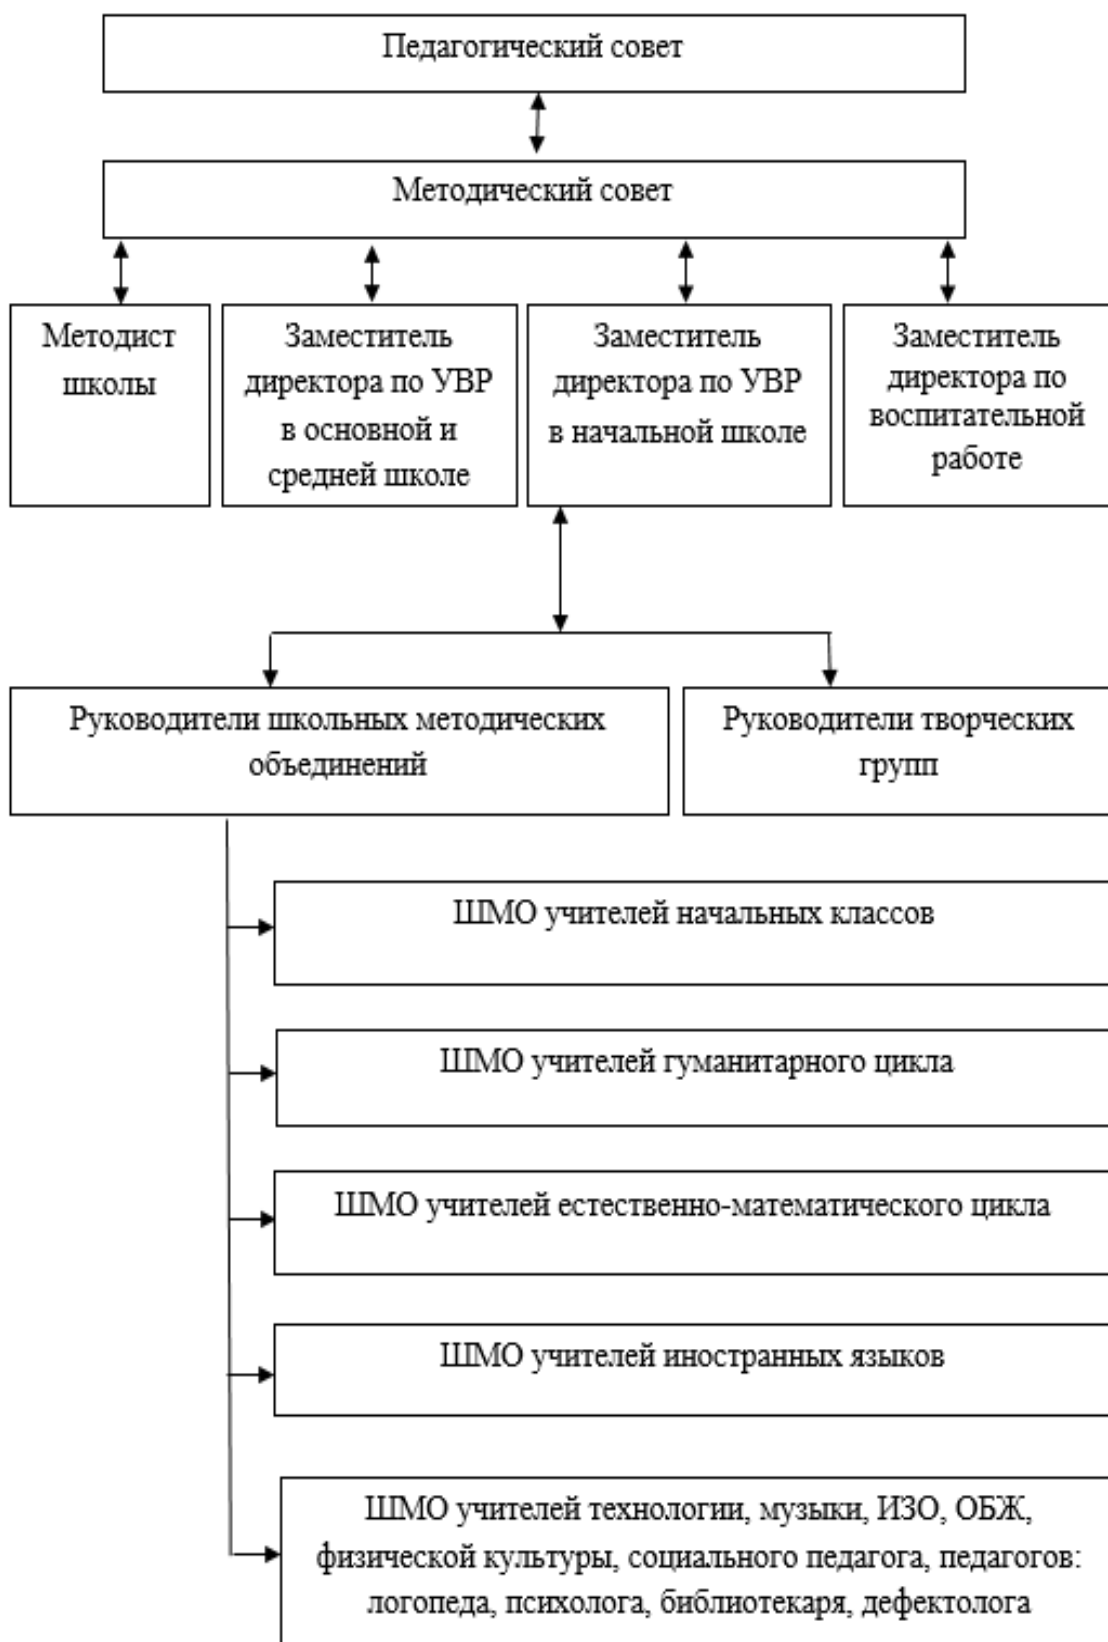 Педагогический совет
Методический совет
Методист
школы
Заместитель
директора по УВР
в основной и
средней школе
Заместитель
директора по УВР
в начальной школе
Заместитель
директора по
воспитательной
работе
Руководители школьных методических
объединений
Руководители творческих
групп
ШМО учителей начальных классов
ШМО учителей гуманитарного цикла
ШМО учителей естественно-математического цикла
ШМО учителей иностранных языков
ШМО учителей технологии, музыки, ИЗО, ОБЖ,
физической культуры, социального педагога, педагогов:
логопеда, психолога, библиотекаря, дефектолога